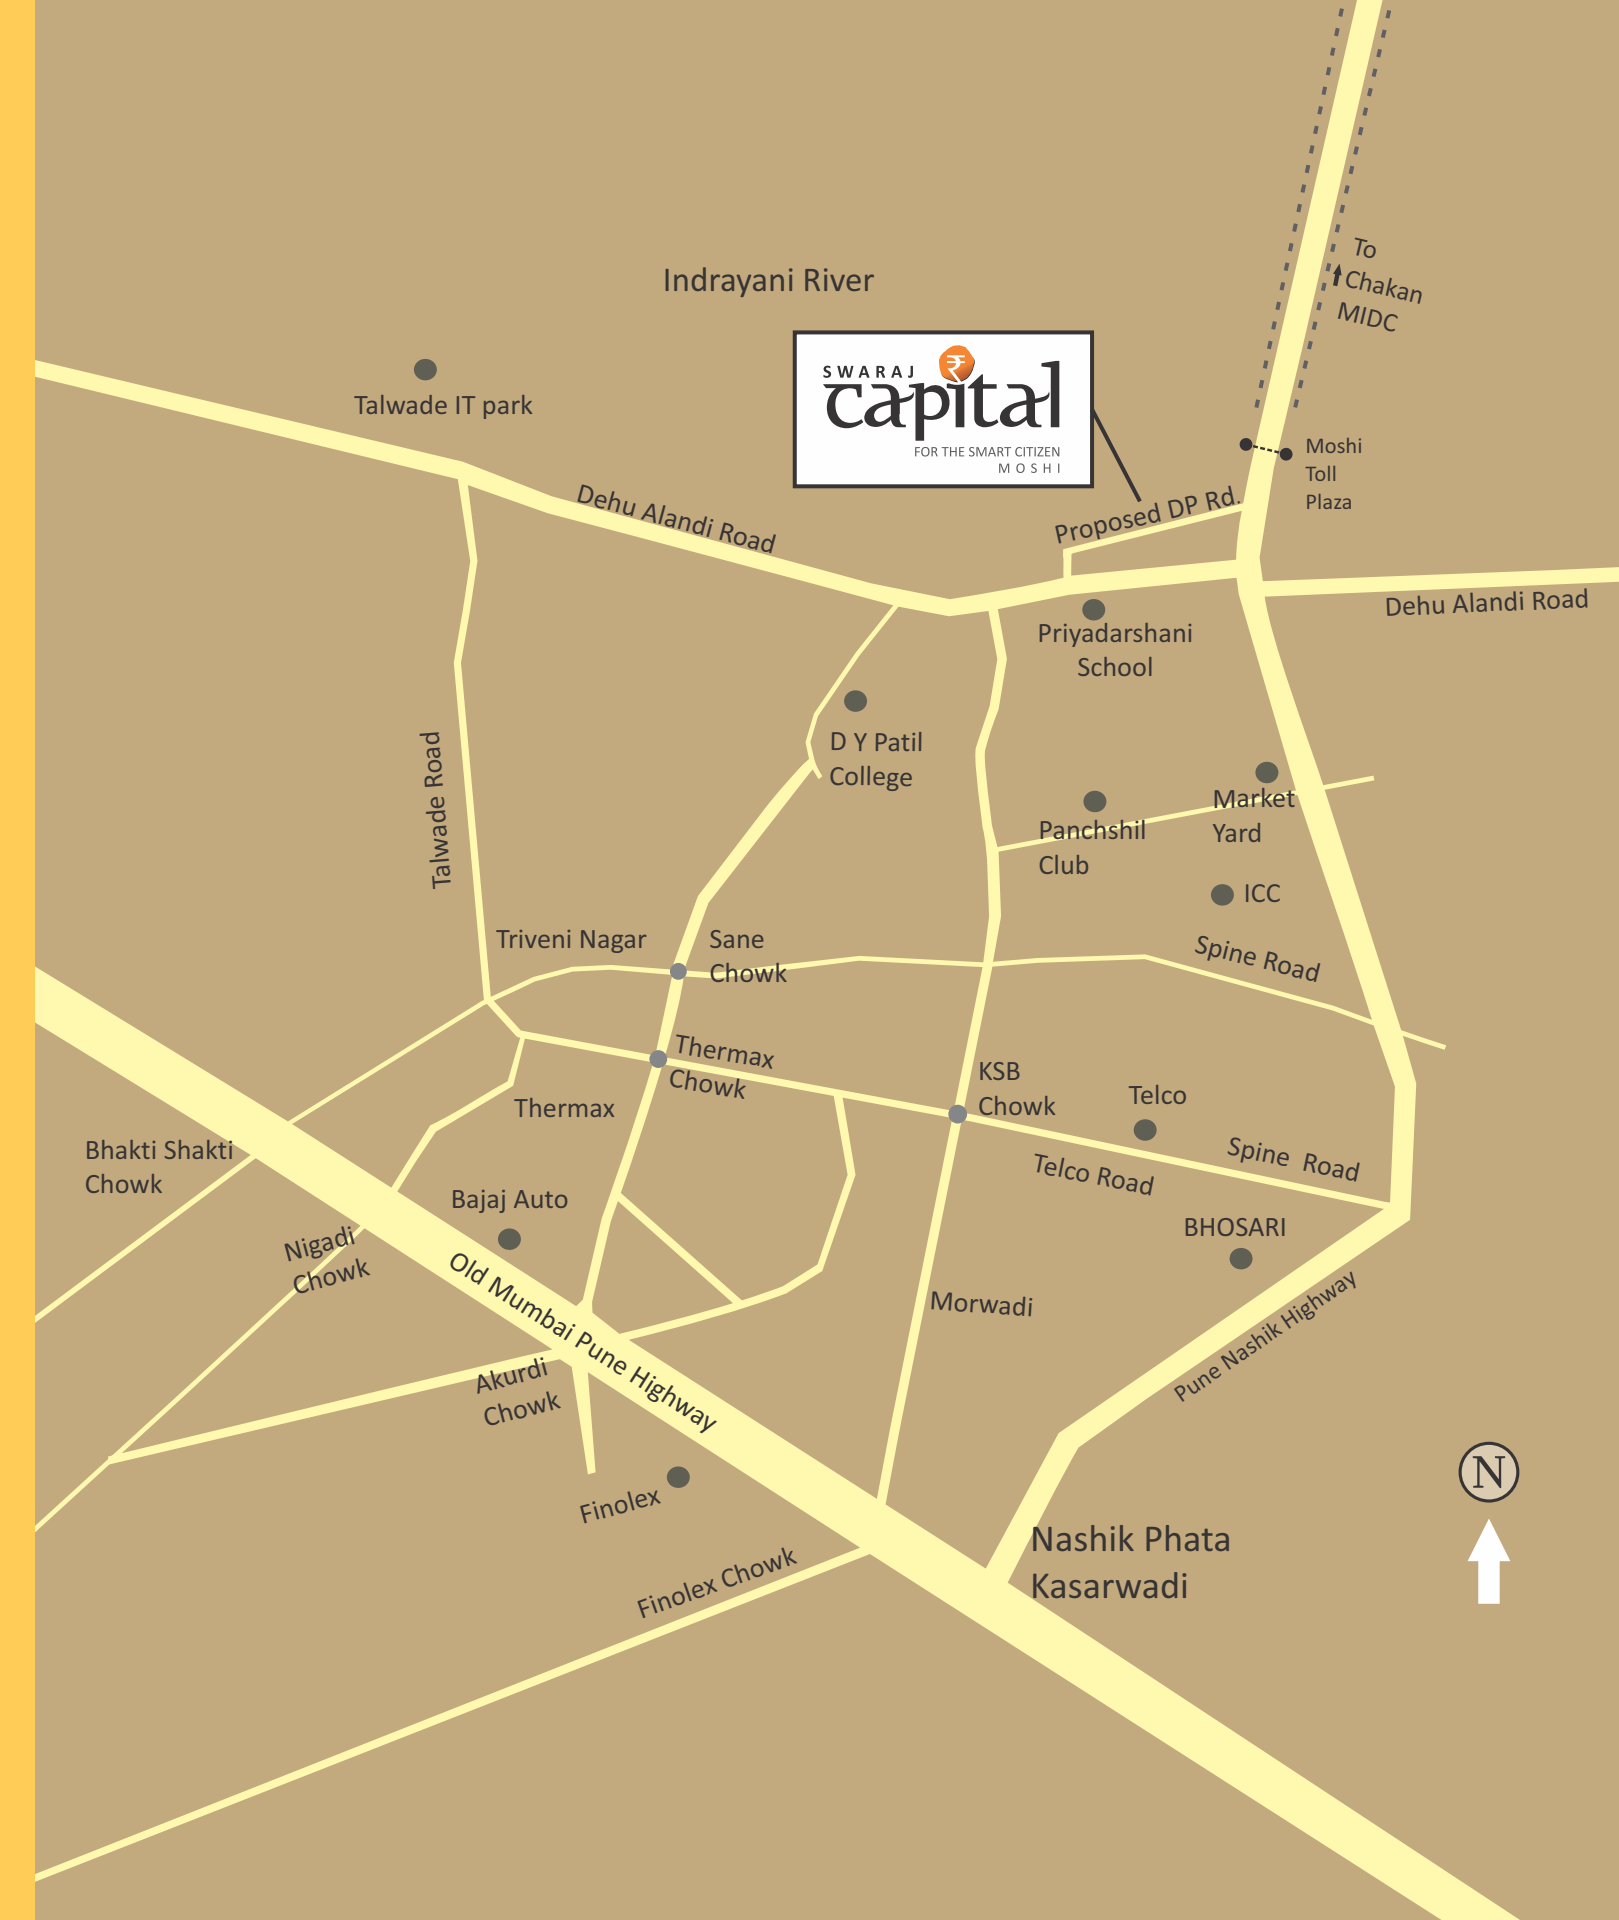 To
Chakan
MIDC
Indrayani River
SWARAJ
₹
capital
FOR THE SMART CITIZEN
MOSHI
Talwade IT park
Moshi
Toll
Plaza
Dehu Alandi Road
Proposed DP Rd.
Dehu Alandi Road
Priyadarshani
School
D Y Patil
College
Talwade Road
Market
Yard
Panchshil
Club
ICC
Triveni Nagar
Sane
Chowk
Spine Road
Thermax
Chowk
KSB
Chowk
Telco
Thermax
Bhakti Shakti
Chowk
Spine Road
Telco Road
Bajaj Auto
BHOSARI
Nigadi
Chowk
Old Mumbai Pune Highway
Morwadi
Pune Nashik Highway
Akurdi
Chowk
Finolex
N
Nashik Phata
Kasarwadi
Finolex Chowk